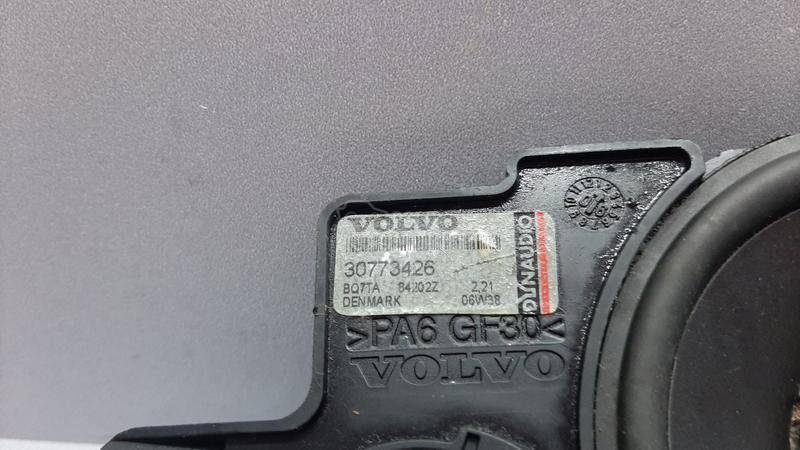 VOLVO
30773426
BQ7TA 84202Z 2,21
DENMARK 06W38
DYNAUDIO
>PA6 GF30<
VOLVO